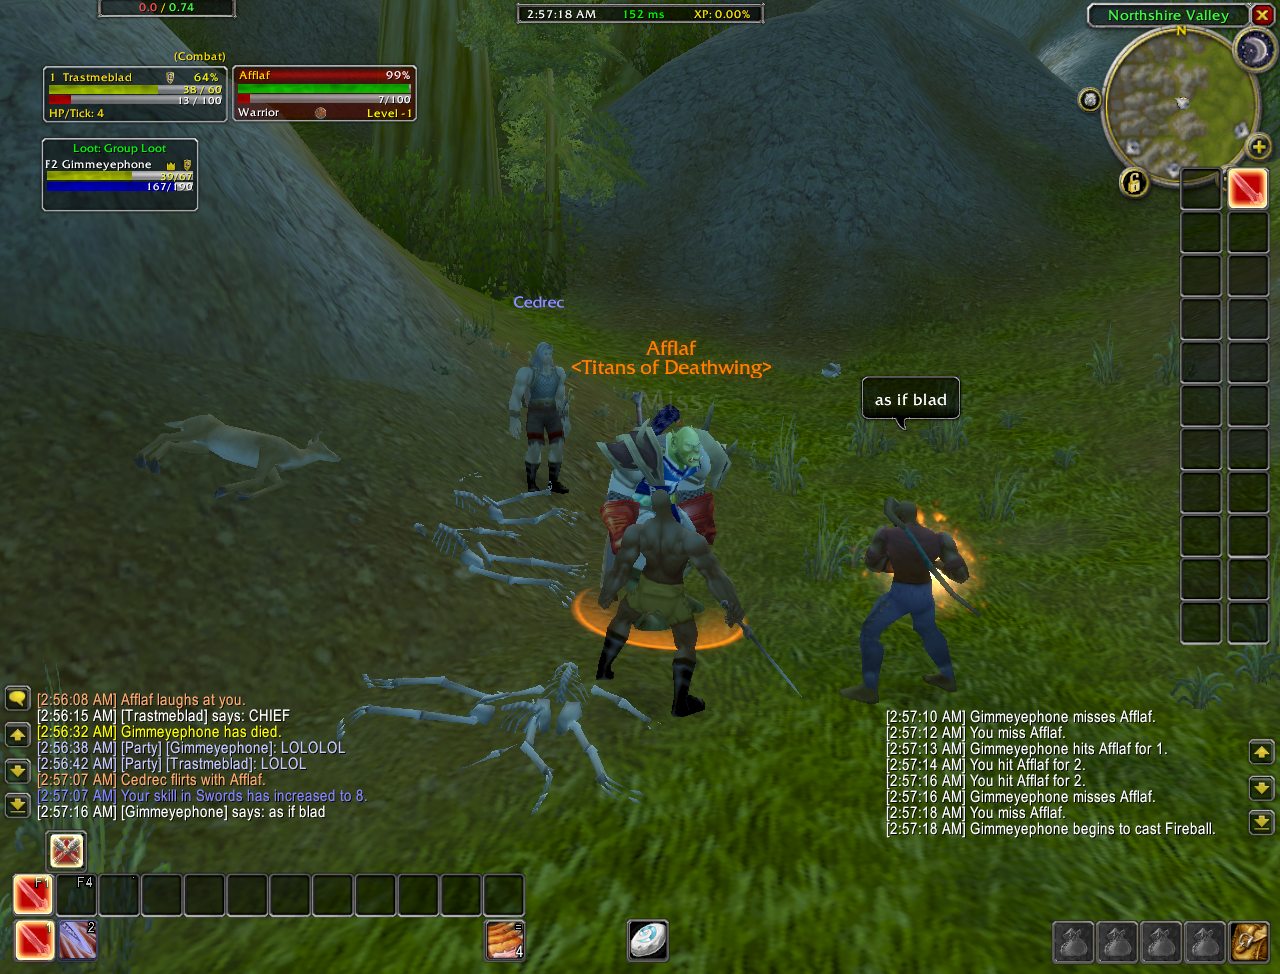 0.0 / 0.74
2:57:18 AM 152 ms XP: 0.00%
Northshire Valley
N
(Combat)
1 Trastmeblad 64%
38 / 60
13 / 100
HP/Tick: 4
Afflaf 99%
7/100
Warrior Level -1
Loot: Group Loot
F2 Gimmeyephone
39/67
167/190
Cedrec
Afflaf
<Titans of Deathwing>
Miss
as if blad
[2:56:08 AM] Afflaf laughs at you.
[2:56:15 AM] [Trastmeblad] says: CHIEF
[2:56:32 AM] Gimmeyephone has died.
[2:56:38 AM] [Party] [Gimmeyephone]: LOLOLOL
[2:56:42 AM] [Party] [Trastmeblad]: LOLOL
[2:57:07 AM] Cedrec flirts with Afflaf.
[2:57:07 AM] Your skill in Swords has increased to 8.
[2:57:16 AM] [Gimmeyephone] says: as if blad
[2:57:10 AM] Gimmeyephone misses Afflaf.
[2:57:12 AM] You miss Afflaf.
[2:57:13 AM] Gimmeyephone hits Afflaf for 1.
[2:57:14 AM] You hit Afflaf for 2.
[2:57:16 AM] You hit Afflaf for 2.
[2:57:16 AM] Gimmeyephone misses Afflaf.
[2:57:18 AM] You miss Afflaf.
[2:57:18 AM] Gimmeyephone begins to cast Fireball.
F1 F4
1 2 =
4